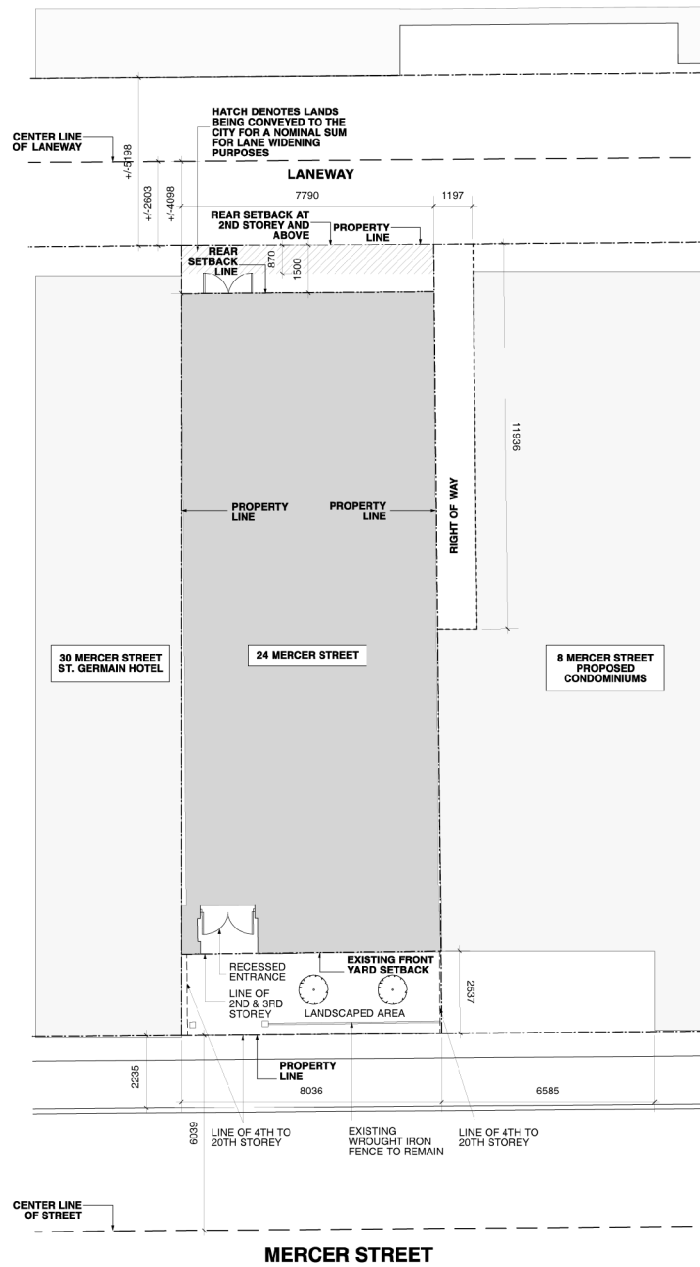 HATCH DENOTES LANDS
BEING CONVEYED TO THE
CITY FOR A NOMINAL SUM
FOR LANE WIDENING
PURPOSES
CENTER LINE
OF LANEWAY
+/-5198
+/-2603
+/-4098
LANEWAY
7790
1197
REAR SETBACK AT
2ND STOREY AND
ABOVE
PROPERTY
LINE
REAR
SETBACK
LINE
870
1500
11936
PROPERTY
LINE
PROPERTY
LINE
RIGHT OF WAY
30 MERCER STREET
ST. GERMAIN HOTEL
24 MERCER STREET
8 MERCER STREET
PROPOSED
CONDOMINIUMS
RECESSED
ENTRANCE
EXISTING FRONT
YARD SETBACK
LINE OF
2ND & 3RD
STOREY
LANDSCAPED AREA
2537
PROPERTY
LINE
2235
8036
6585
6039
LINE OF 4TH TO
20TH STOREY
EXISTING
WROUGHT IRON
FENCE TO REMAIN
LINE OF 4TH TO
20TH STOREY
CENTER LINE
OF STREET
MERCER STREET